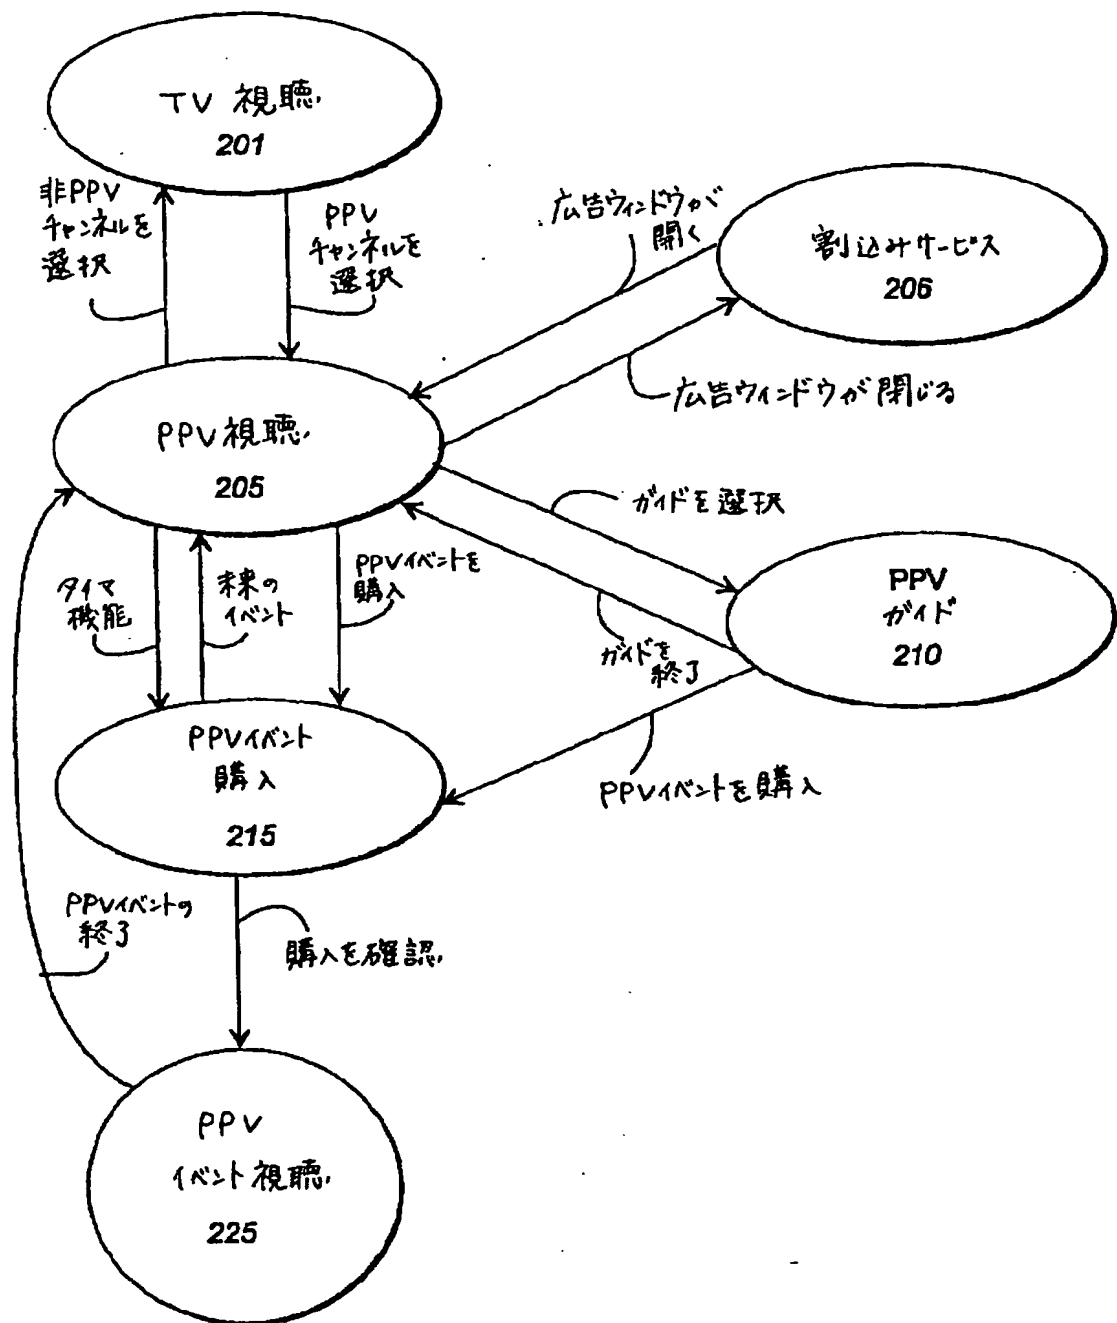 TV 視聴
201
非PPV
チャンネルを
選択
PPV
チャンネルを
選択
広告ウィンドウが
開く
割込みサービス
206
広告ウィンドウが閉じる
PPV視聴
205
ガイドを選択
タイマ
機能
未来の
イベント
PPVイベントを
購入
ガイドを
終了
PPV
ガイド
210
PPVイベント
購入
215
PPVイベントを購入
PPVイベントの
終了
購入を確認
PPV
イベント視聴
225